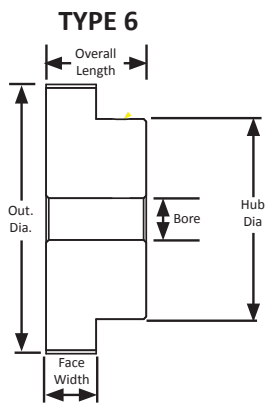 TYPE 6
Overall
Length
Out.
Dia.
Bore
Hub
Dia
Face
Width